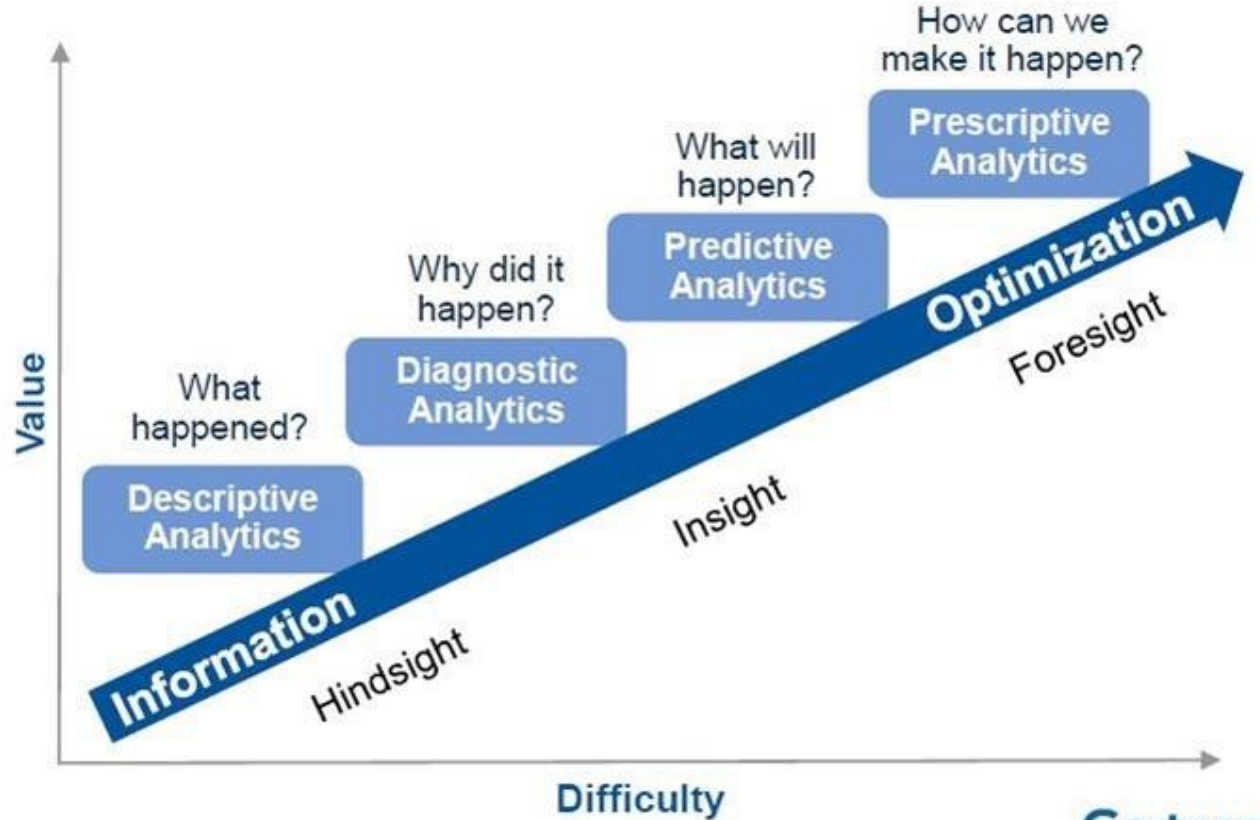 How can we
make it happen?
Prescriptive
Analytics
What will
happen?
Predictive
Analytics
Why did it
happen?
Diagnostic
Analytics
What
happened?
Descriptive
Analytics
Value
Information
Optimization
Hindsight
Insight
Foresight
Difficulty